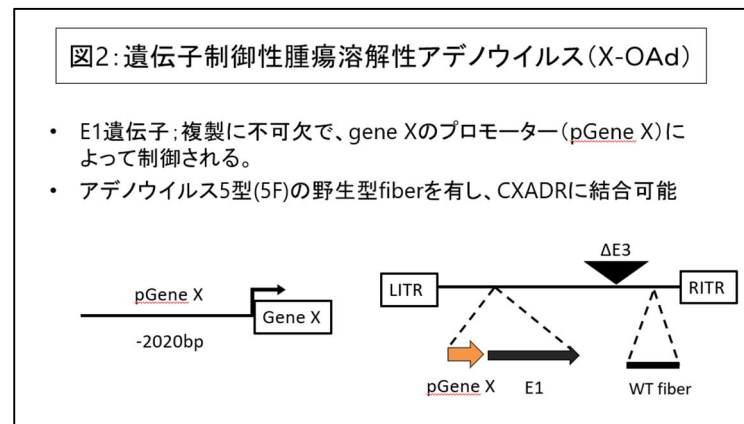 図2：遺伝子制御性腫瘍溶解性アデノウイルス（X-OAd）
• E1遺伝子；複製に不可欠で、gene Xのプロモーター（pGene X）に
よって制御される。
• アデノウイルス5型(5F)の野生型fiberを有し、CXADRに結合可能
ΔE3
pGene X
Gene X
-2020bp
LITR
RITR
pGene X
E1
WT fiber